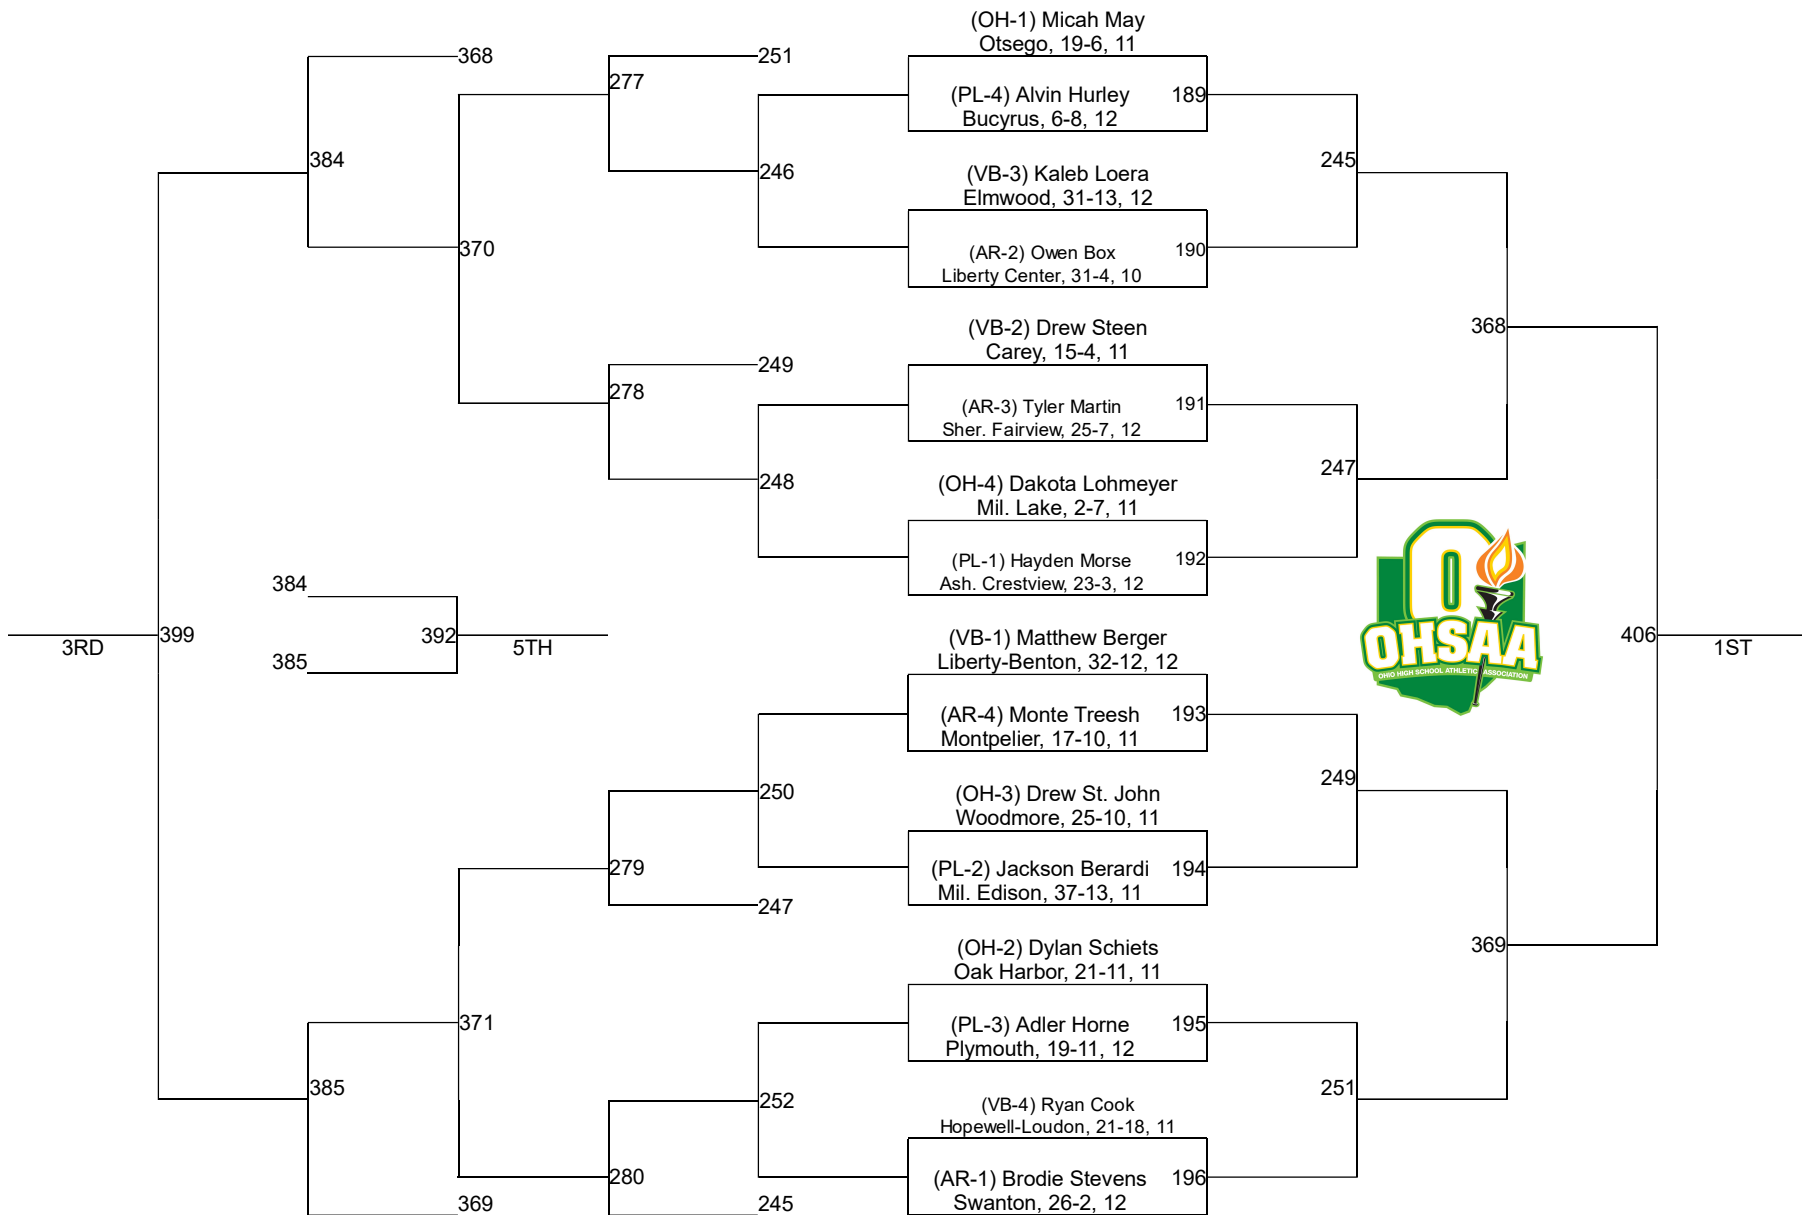 (OH-1) Micah May
Otsego, 19-6, 11
(PL-4) Alvin Hurley
Bucyrus, 6-8, 12
189
(VB-3) Kaleb Loera
Elmwood, 31-13, 12
(AR-2) Owen Box
Liberty Center, 31-4, 10
190
(VB-2) Drew Steen
Carey, 15-4, 11
(AR-3) Tyler Martin
Sher. Fairview, 25-7, 12
191
(OH-4) Dakota Lohmeyer
Mil. Lake, 2-7, 11
(PL-1) Hayden Morse
Ash. Crestview, 23-3, 12
192
(VB-1) Matthew Berger
Liberty-Benton, 32-12, 12
(AR-4) Monte Treesh
Montpelier, 17-10, 11
193
(OH-3) Drew St. John
Woodmore, 25-10, 11
(PL-2) Jackson Berardi
Mil. Edison, 37-13, 11
194
(OH-2) Dylan Schiets
Oak Harbor, 21-11, 11
(PL-3) Adler Horne
Plymouth, 19-11, 12
195
(VB-4) Ryan Cook
Hopewell-Loudon, 21-18, 11
(AR-1) Brodie Stevens
Swanton, 26-2, 12
196
245
247
249
251
368
369
406
1ST
251
246
249
248
250
247
252
245
277
278
279
280
368
370
371
369
384
385
399
3RD
384
385
392
5TH
O
OHSAA
OHIO HIGH SCHOOL ATHLETIC ASSOCIATION